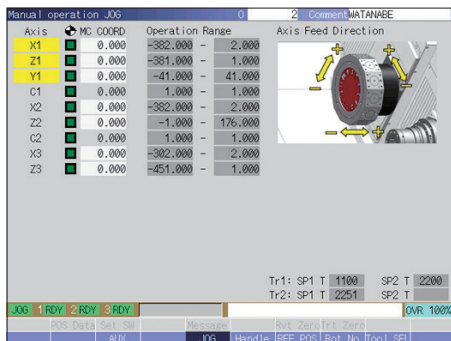 Manual operation JOG 0 2 Comment WATANABE
Axis MC COORD Operation Range Axis Feed Direction
X1 0.000 -382.000 - 2.000
Z1 0.000 -381.000 - 1.000
Y1 0.000 -41.000 - 41.000
C1 0.000 1.000 - 1.000
X2 0.000 -382.000 - 2.000
Z2 0.000 -1.000 - 176.000
C2 0.000 1.000 - 1.000
X3 0.000 -302.000 - 2.000
Z3 0.000 -451.000 - 1.000
Tr1: SP1 T 1100 SP2 T 2200
Tr2: SP1 T 2251 SP2 T
JOG 1 RDY 2 RDY 3 RDY OVR 100%
POS Data Set SW Message Rvt Zero Trt Zero
AUX JOG Handle REF POS Rot No. Tool SEL